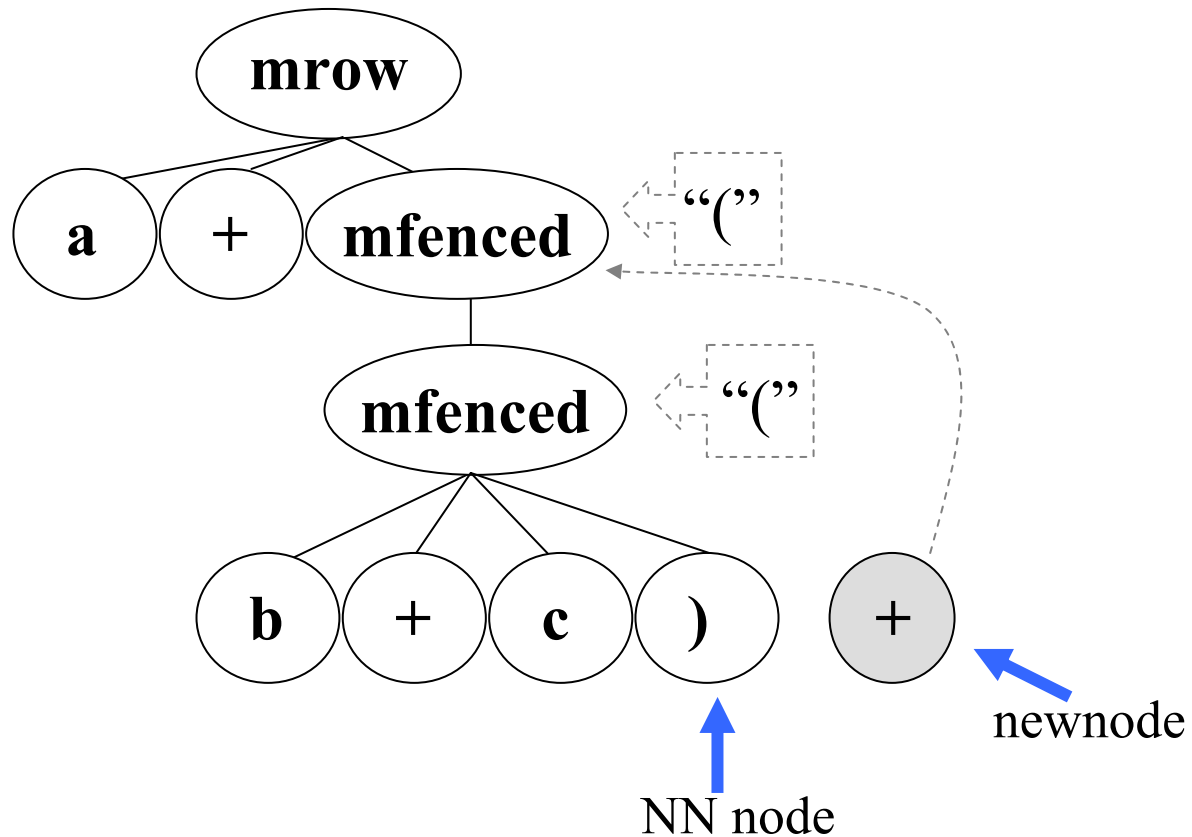 mrow
a + mfenced “(”
mfenced “(”
b + c ) +
newnode
NN node